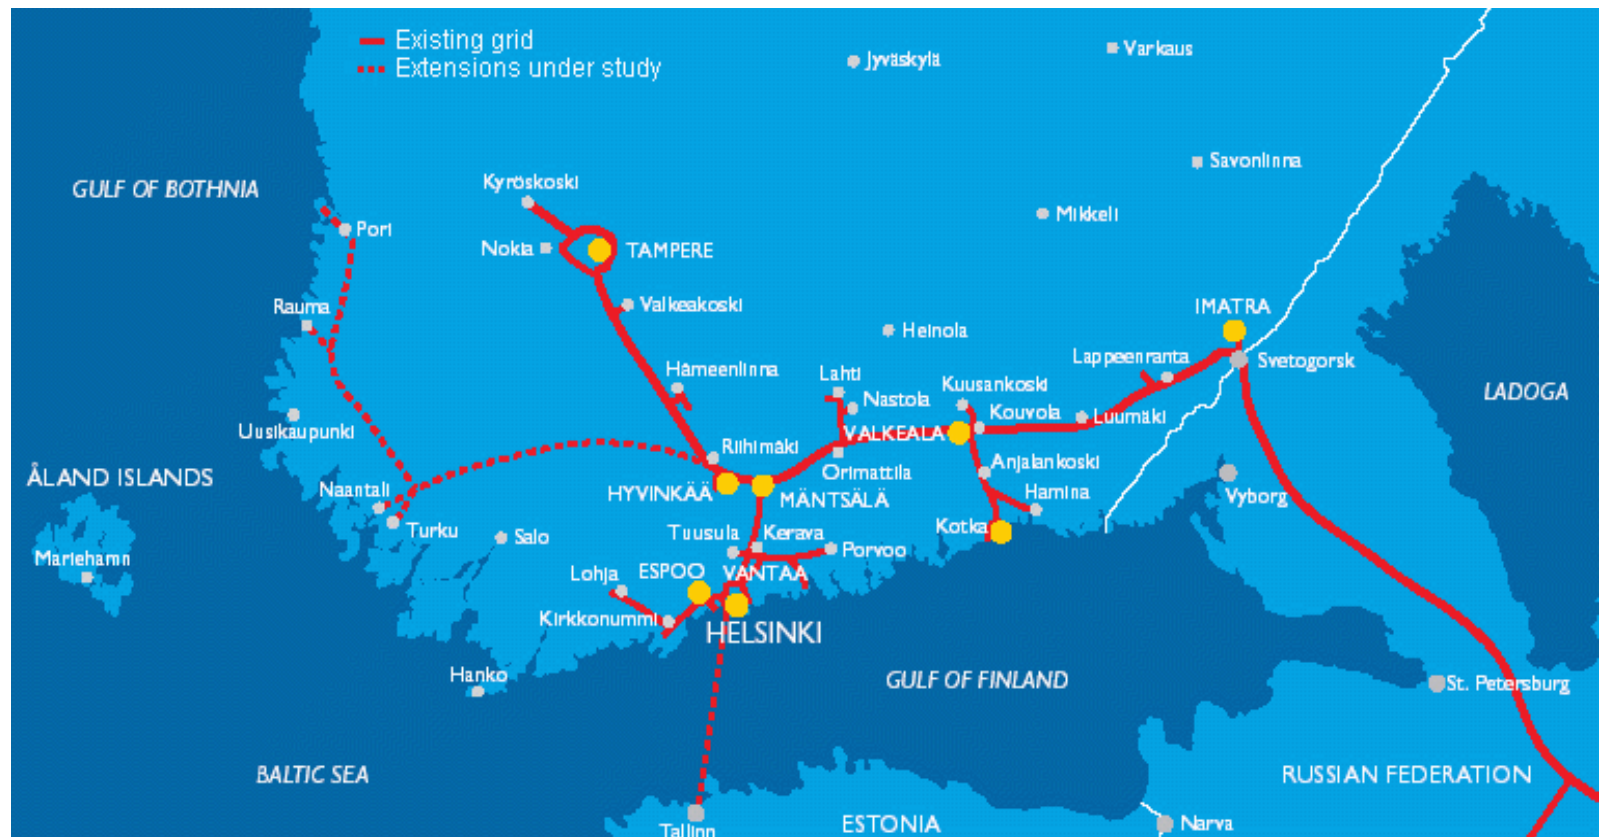 Existing grid
Extensions under study
Jyväskylä
Varkaus
Savonlinna
GULF OF BOTHNIA
Kyröskoski
Mikkeli
Pori
Nokia
TAMPERE
Rauma
Valkeakoski
IMATRA
Heinola
Lappeenranta
Svetogorsk
Hämeenlinna
Lahti
Kuusankoski
LADOGA
Nastola
Kouvola
Luumäki
Uusikaupunki
VALKEALA
Riihimäki
Anjalankoski
Orimattila
ÅLAND ISLANDS
Naantali
HYVINKÄÄ
MÄNTSÄLÄ
Hamina
Vyborg
Turku
Salo
Tuusula
Kerava
Kotka
Porvoo
Mariehamn
Lohja
ESPOO
VANTAA
Kirkkonummi
HELSINKI
Hanko
GULF OF FINLAND
St. Petersburg
BALTIC SEA
RUSSIAN FEDERATION
Tallinn
ESTONIA
Narva